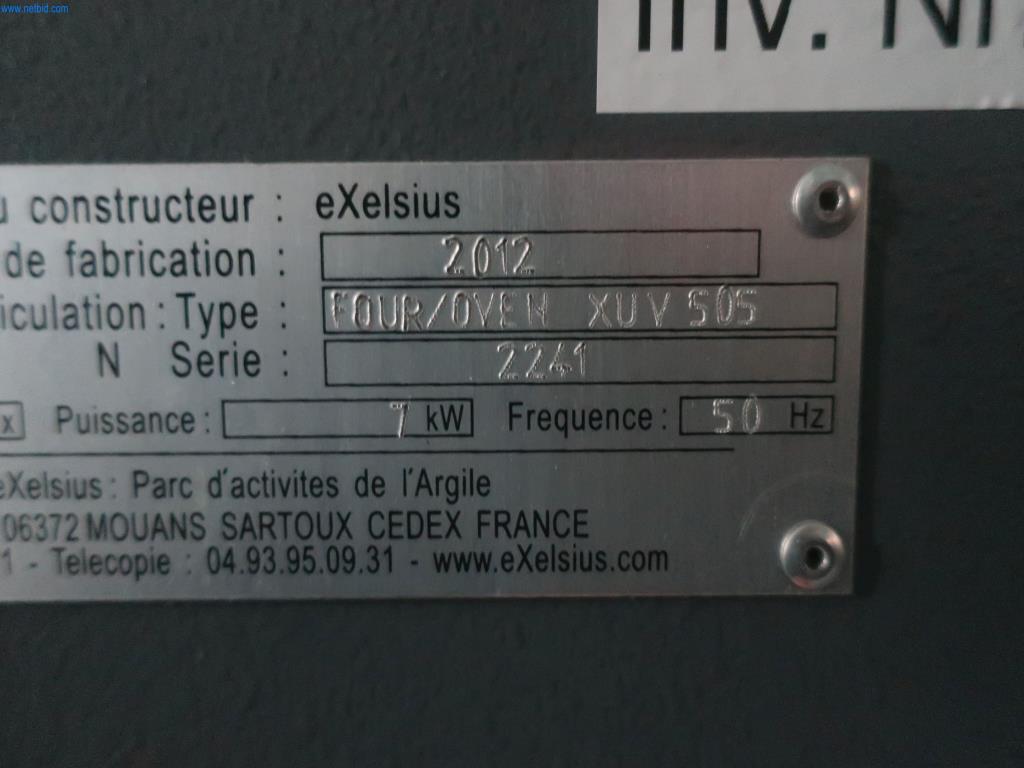 www.netbid.com
Inv. Nr
u constructeur : eXelsius
de fabrication : 2012
iculation : Type : FOUR/OVEN XUV 505
N Serie : 2241
x Puissance : 7 kW Frequence : 50 Hz
eXelsius : Parc d'activites de l'Argile
06372 MOUANS SARTOUX CEDEX FRANCE
1 - Telecopie : 04.93.95.09.31 - www.eXelsius.com